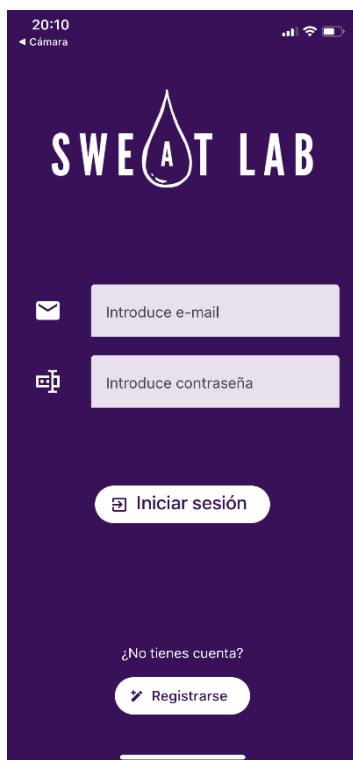 20:10
◀ Cámara
SWEAT LAB
Introduce e-mail
Introduce contraseña
Iniciar sesión
¿No tienes cuenta?
Registrarse